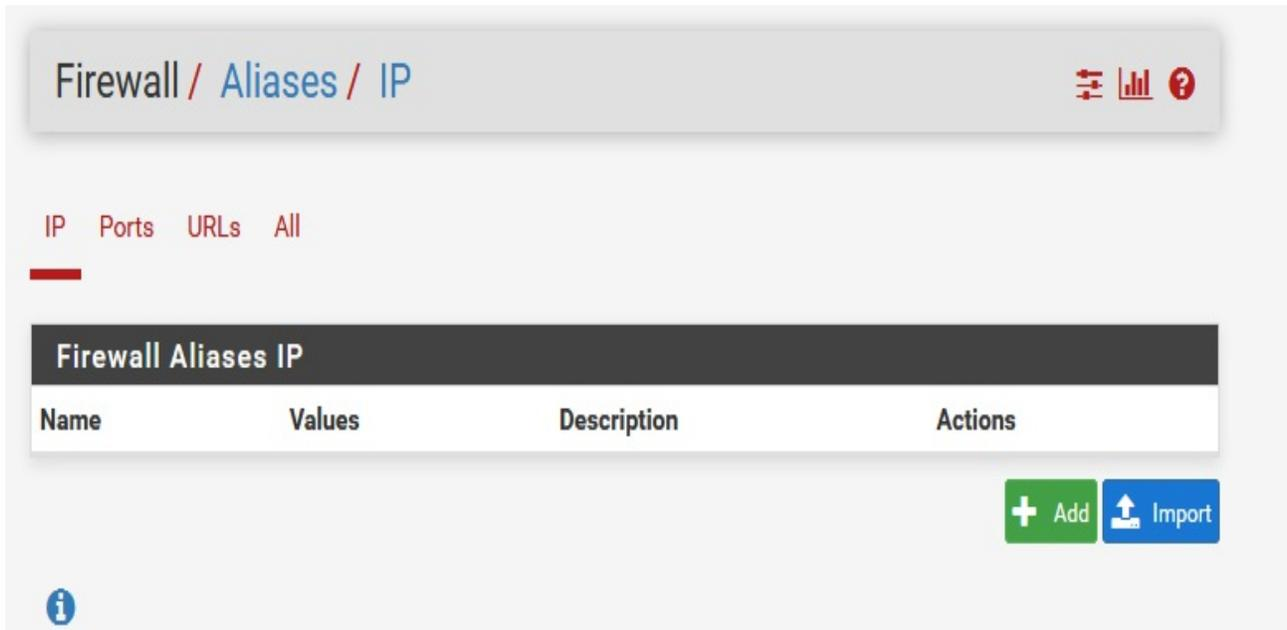 Firewall / Aliases / IP
IP Ports URLs All
Firewall Aliases IP
Name Values Description Actions
Add Import